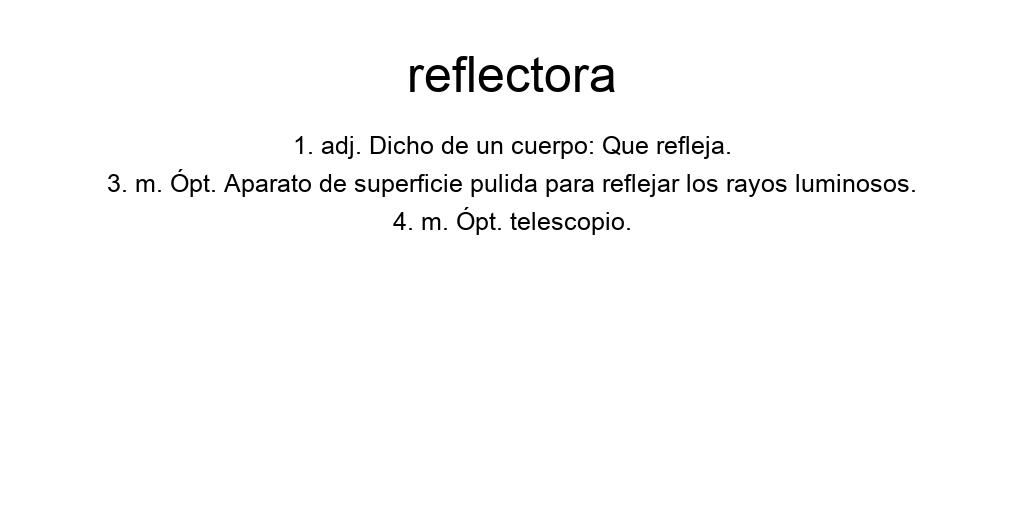 reflectora
1. adj. Dicho de un cuerpo: Que refleja.
3. m. Ópt. Aparato de superficie pulida para reflejar los rayos luminosos.
4. m. Ópt. telescopio.